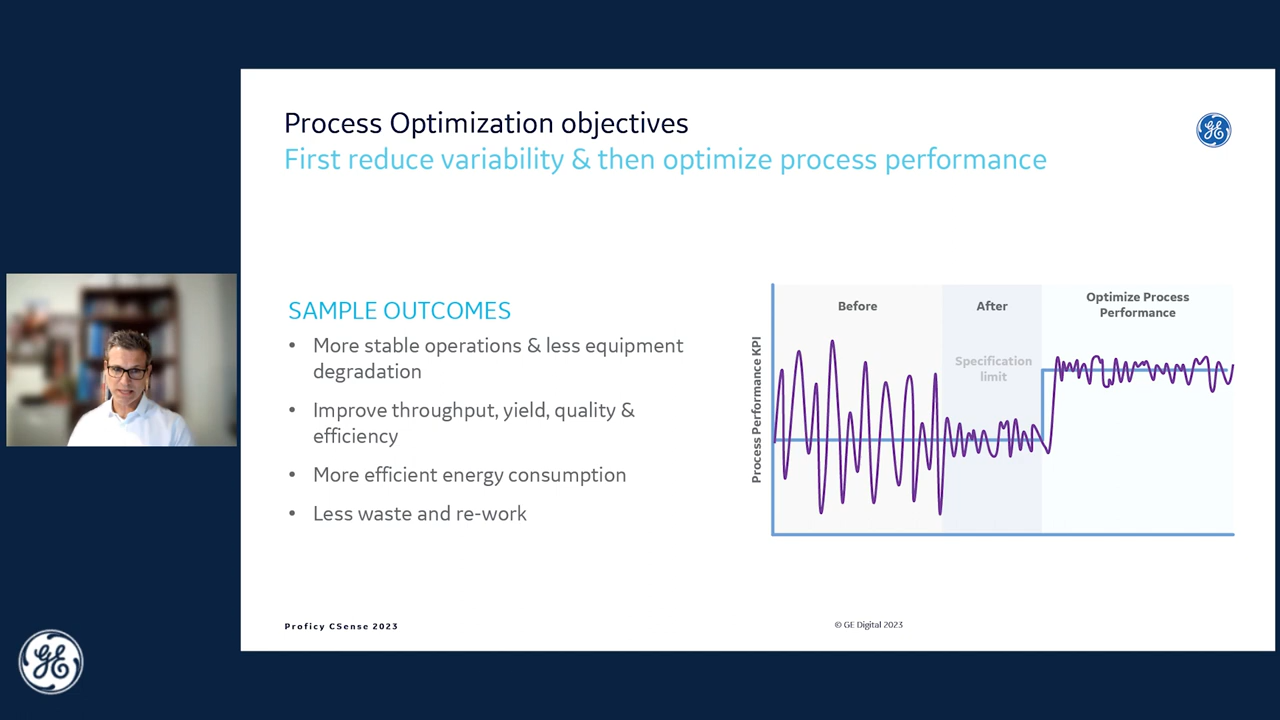 Process Optimization objectives
First reduce variability & then optimize process performance
GE
SAMPLE OUTCOMES
• More stable operations & less equipment
degradation
• Improve throughput, yield, quality &
efficiency
• More efficient energy consumption
• Less waste and re-work
Process Performance KPI
Before
After
Specification
limit
Optimize Process
Performance
Proficy CSense 2023
© GE Digital 2023
GE